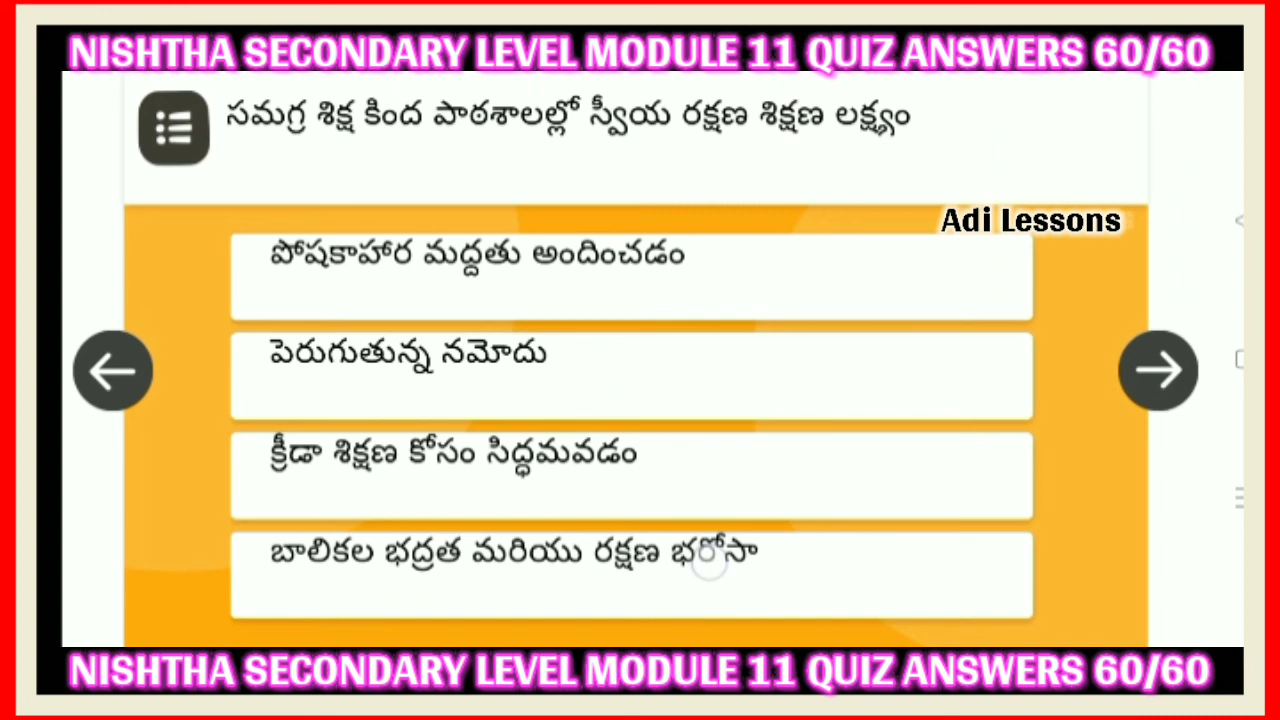 NISHTHA SECONDARY LEVEL MODULE 11 QUIZ ANSWERS 60/60
సమగ్ర శిక్ష కింద పాఠశాలల్లో స్వీయ రక్షణ శిక్షణ లక్ష్యం
Adi Lessons
పోషకాహార మద్దతు అందించడం
పెరుగుతున్న నమోదు
క్రీడా శిక్షణ కోసం సిద్ధమవడం
బాలికల భద్రత మరియు రక్షణ భరోసా
NISHTHA SECONDARY LEVEL MODULE 11 QUIZ ANSWERS 60/60